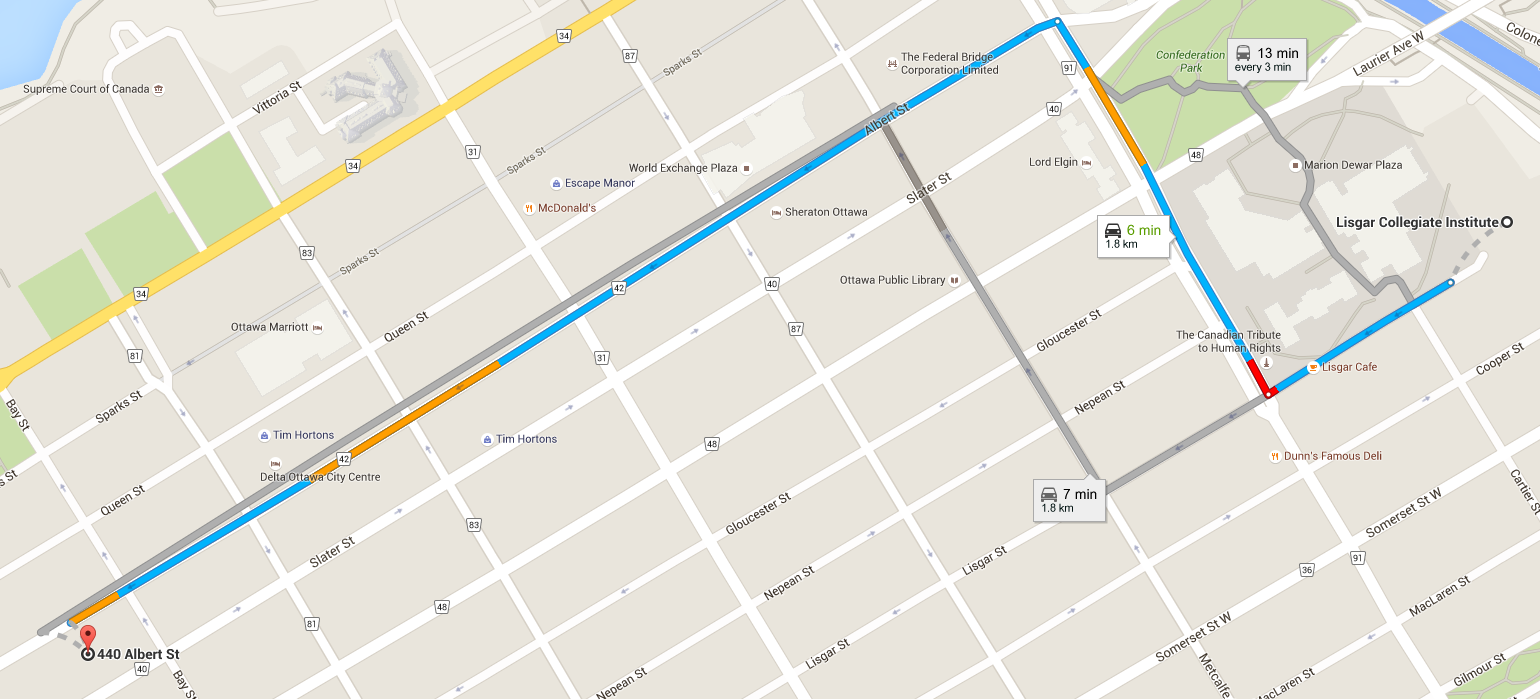 34
87
Sparks St
The Federal Bridge
Corporation Limited
91
Confederation
Park
13 min
every 3 min
Laurier Ave W
Colone
Supreme Court of Canada
Vittoria St
34
31
Sparks St
World Exchange Plaza
Albert St
40
Lord Elgin
48
Marion Dewar Plaza
Escape Manor
McDonald's
Sheraton Ottawa
Slater St
6 min
1.8 km
Lisgar Collegiate Institute
83
Sparks St
34
42
40
Ottawa Public Library
Ottawa Marriott
Queen St
87
Gloucester St
The Canadian Tribute
to Human Rights
81
31
Lisgar Cafe
Cooper St
Bay St
Sparks St
Nepean St
Tim Hortons
Tim Hortons
48
42
Delta Ottawa City Centre
Dunn's Famous Deli
s St
Queen St
7 min
1.8 km
Gloucester St
Somerset St W
Cartier St
83
Slater St
Lisgar St
91
36
Nepean St
48
MacLaren St
81
440 Albert St
40
Bay St
Lisgar St
Somerset St W
Metcalfe
Nepean St
MacLaren St
Gilmour St